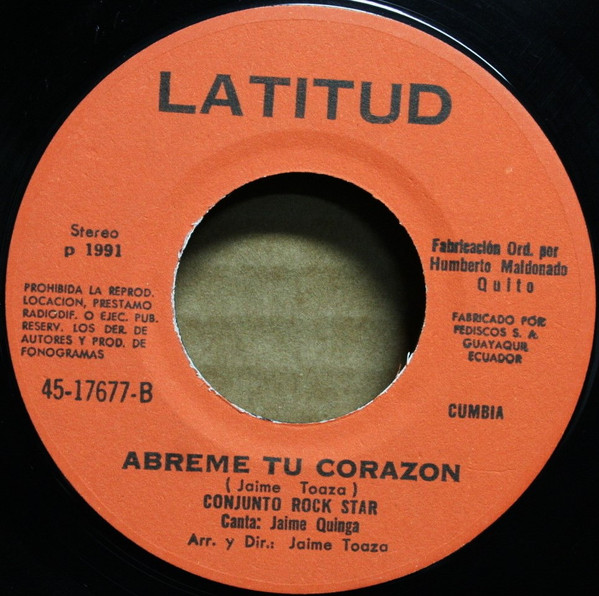 LATITUD
Stereo
p 1991
PROHIBIDA LA REPROD.
LOCACION, PRESTAMO
RADIGDIF. O EJEC. PUB.
RESERV. LOS DER. DE
AUTORES Y PROD. DE
FONOGRAMAS
45-17677-B
Fabricación Ord. por
Humberto Maldonado
Quito
FABRICADO POR:
FEDISCOS S. A.
GUAYAQUIL
ECUADOR
CUMBIA
ABREME TU CORAZON
(Jaime Toaza)
CONJUNTO ROCK STAR
Canta: Jaime Quinga
Arr. y Dir.: Jaime Toaza